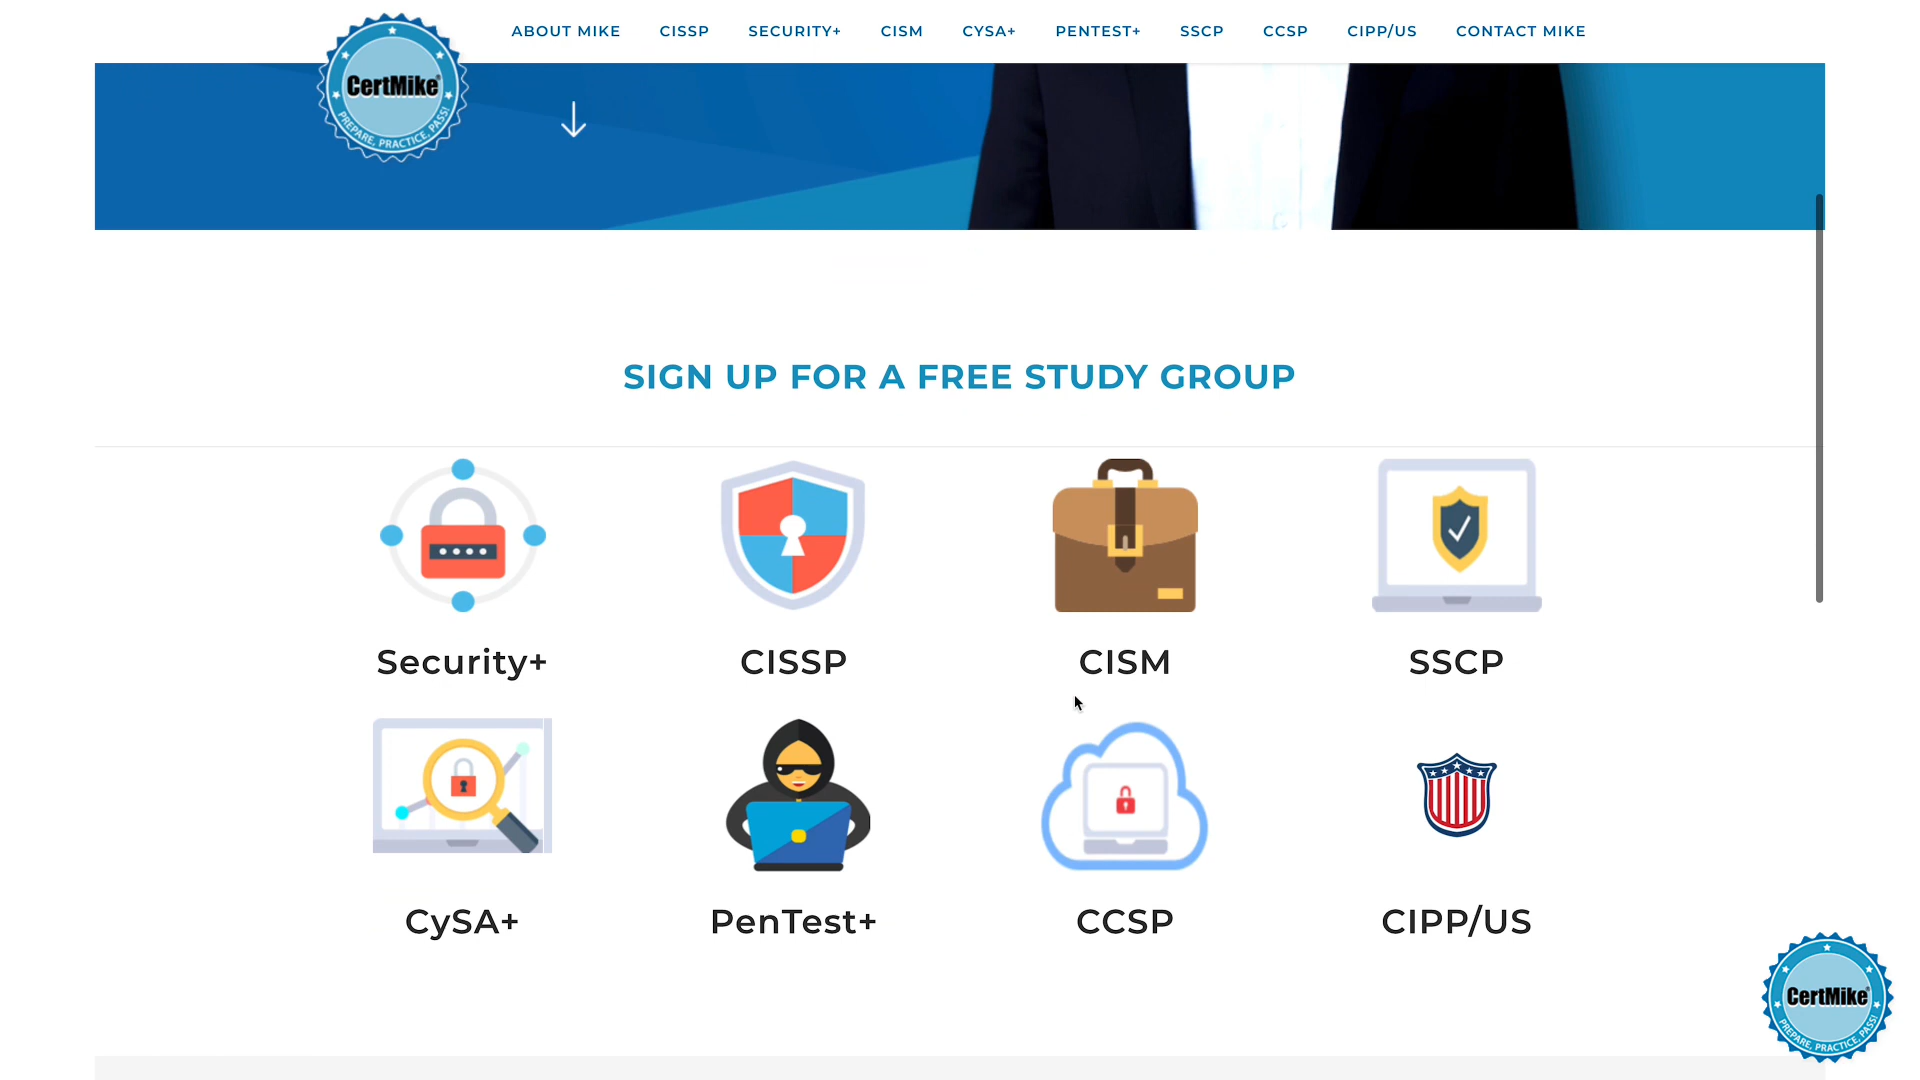 CertMike®
PREPARE, PRACTICE, PASS!
ABOUT MIKE
CISSP
SECURITY+
CISM
CYSA+
PENTEST+
SSCP
CCSP
CIPP/US
CONTACT MIKE
SIGN UP FOR A FREE STUDY GROUP
Security+
CISSP
CISM
SSCP
CySA+
PenTest+
CCSP
CIPP/US
CertMike®
PREPARE, PRACTICE, PASS!